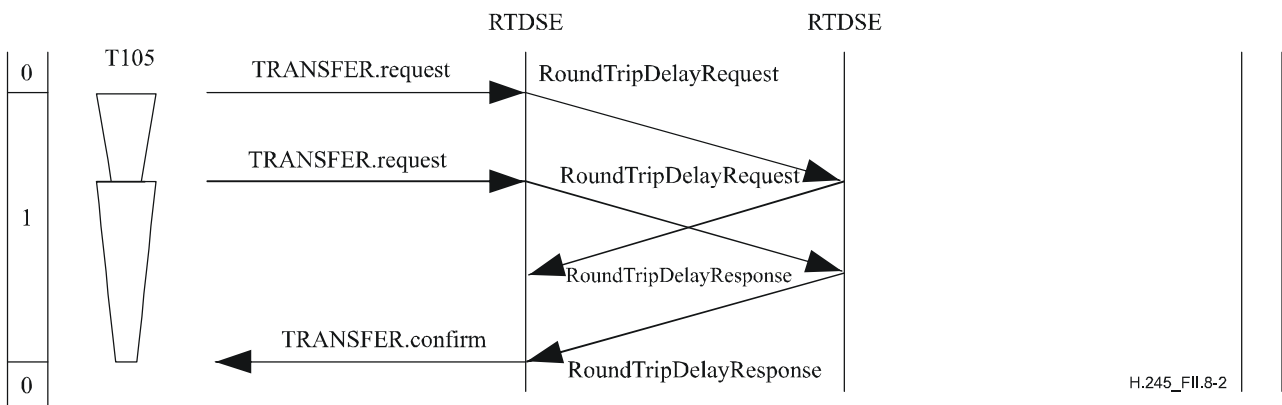 RTDSE
RTDSE
T105
0
TRANSFER.request
RoundTripDelayRequest
TRANSFER.request
RoundTripDelayRequest
1
RoundTripDelayResponse
TRANSFER.confirm
RoundTripDelayResponse
0
H.245_FII.8-2